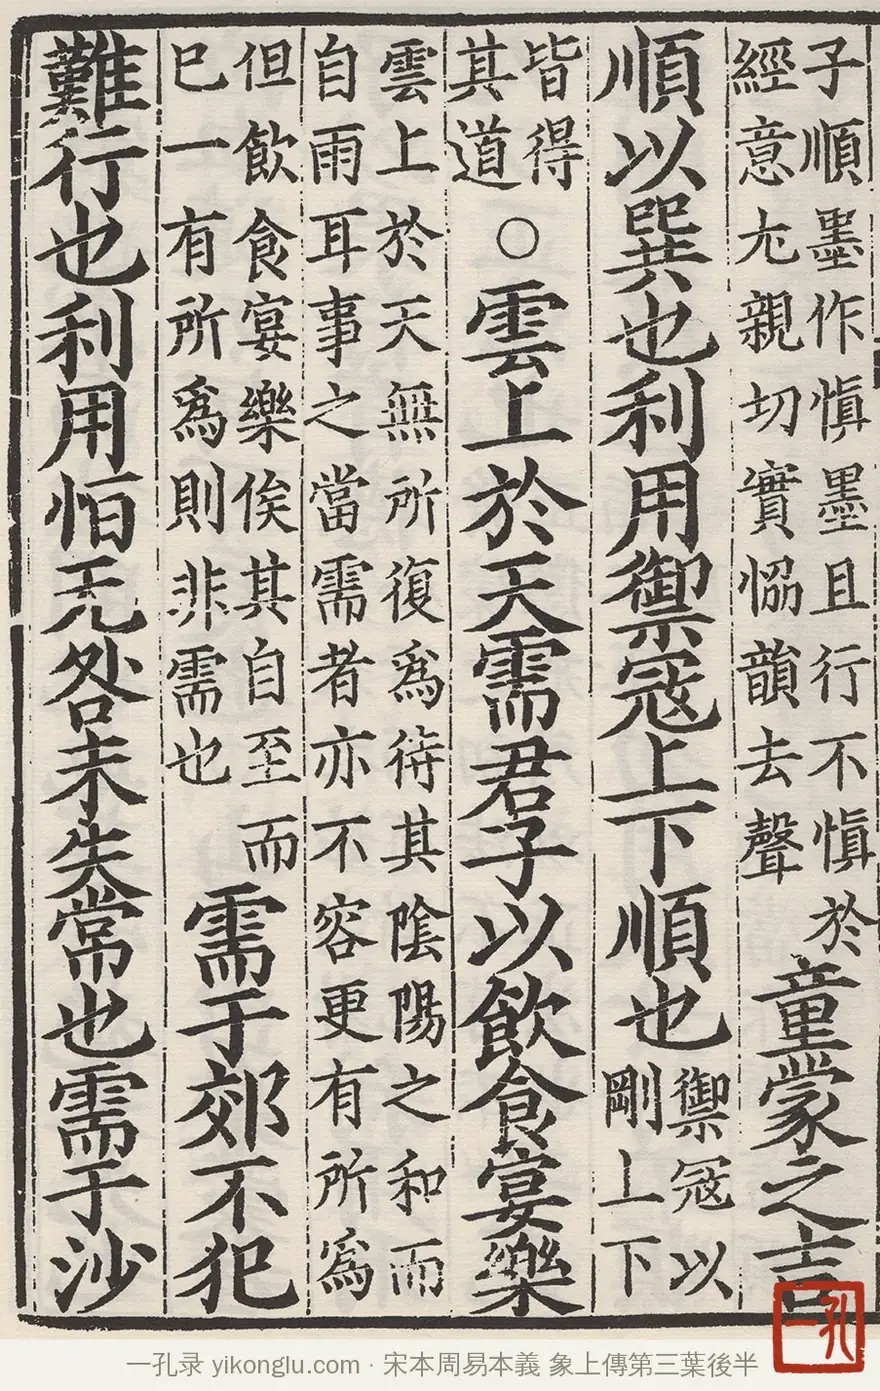 子順墨作愼墨且行不愼於
經意尤親切實恊韻去聲
童蒙之吉
順以巽也利用禦冦上下順也
禦冦以
剛上下
皆得
其道
○雲上於天需君子以飲食宴樂
雲上於天無所復爲待其陰陽之和而
自雨耳事之當需者亦不容更有所爲
但飲食宴樂俟其自至而
巳一有所爲則非需也
需于郊不犯
難行也利用恒无咎未失常也需于沙
一孔
一孔录 yikonglu.com · 宋本周易本義 象上傳第三葉後半